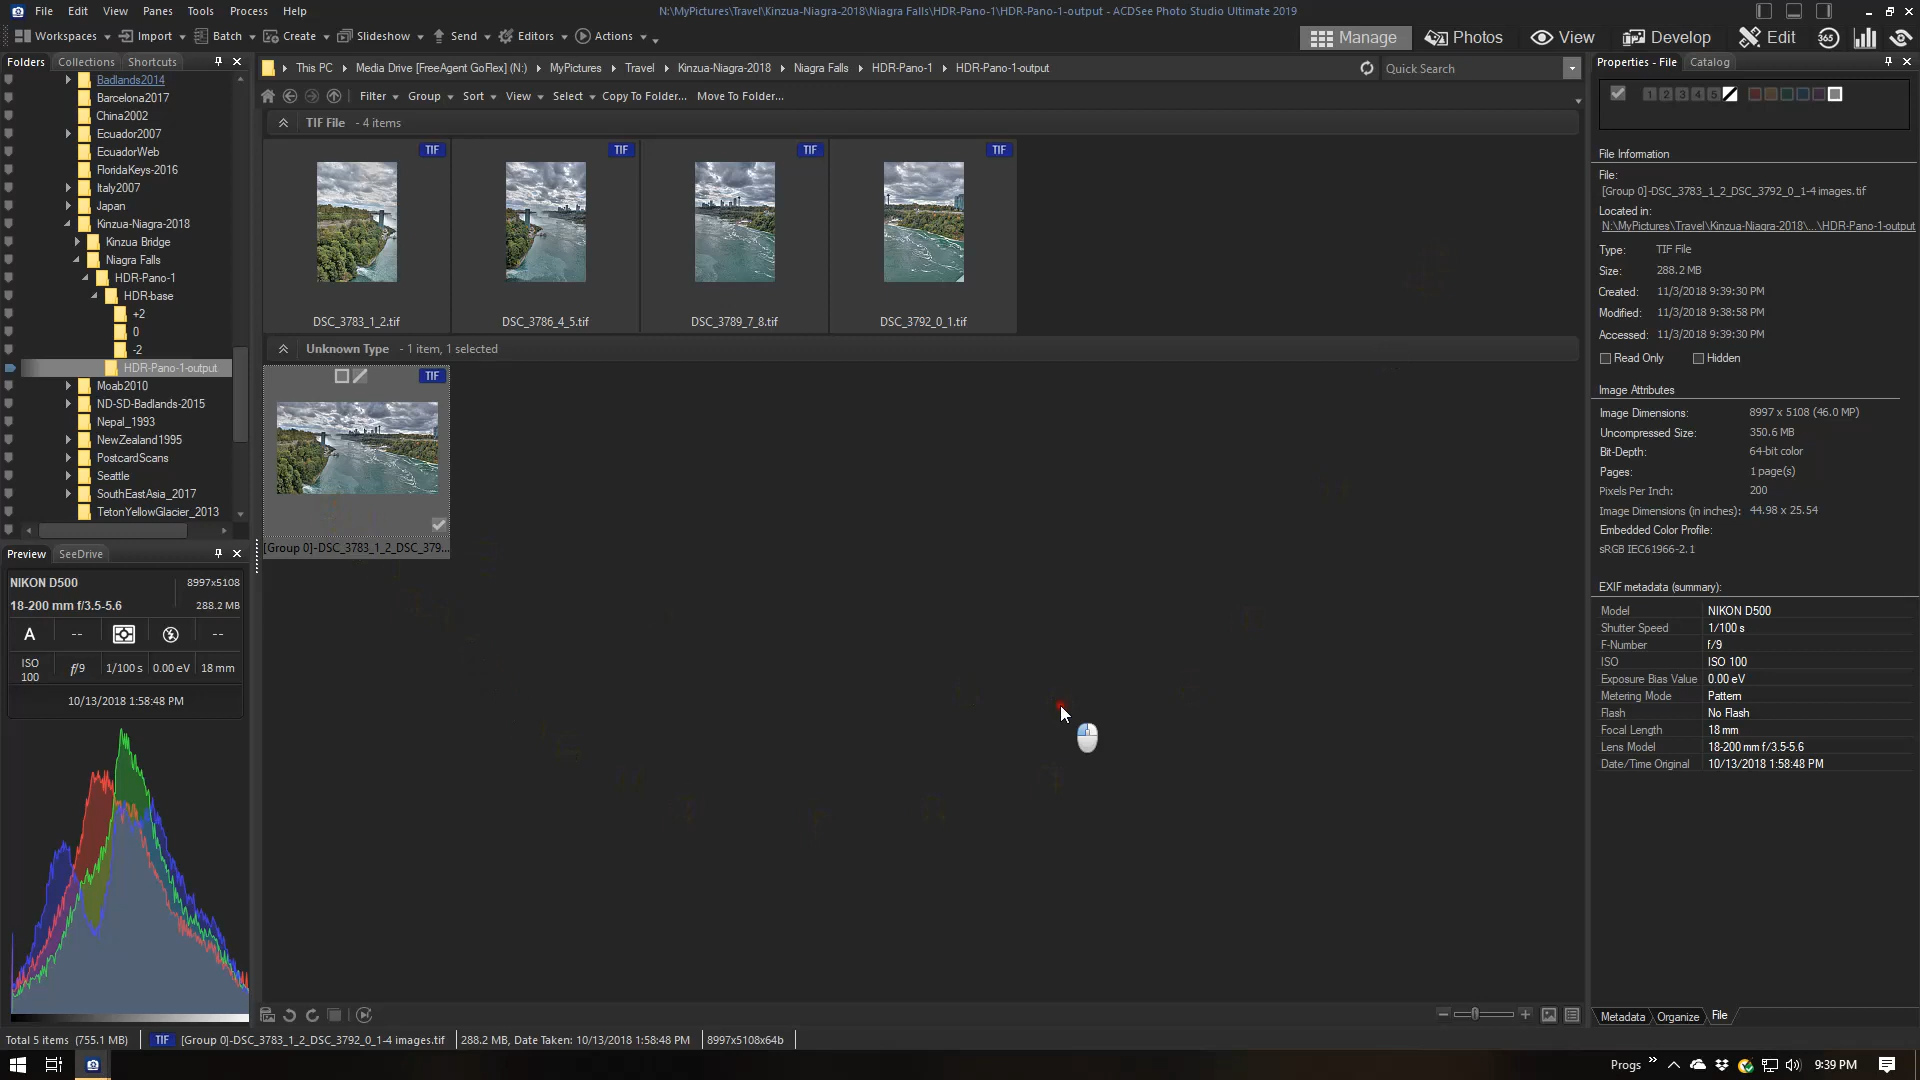 File Edit View Panes Tools Process Help
N:\MyPictures\Travel\Kinzua-Niagra-2018\Niagra Falls\HDR-Pano-1\HDR-Pano-1-output - ACDSee Photo Studio Ultimate 2019
Workspaces Import Batch Create Slideshow Send Editors Actions
Manage Photos View Develop Edit 365
Folders Collections Shortcuts
Badlands2014
Barcelona2017
China2002
Ecuador2007
EcuadorWeb
FloridaKeys-2016
Italy2007
Japan
Kinzua-Niagra-2018
Kinzua Bridge
Niagra Falls
HDR-Pano-1
HDR-base
+2
0
-2
HDR-Pano-1-output
Moab2010
ND-SD-Badlands-2015
Nepal_1993
NewZealand1995
PostcardScans
Seattle
SouthEastAsia_2017
TetonYellowGlacier_2013
Preview SeeDrive
NIKON D500 8997x5108
18-200 mm f/3.5-5.6 288.2 MB
A -- --
ISO 100 f/9 1/100 s 0.00 eV 18 mm
10/13/2018 1:58:48 PM
This PC Media Drive [FreeAgent GoFlex] (N:) MyPictures Travel Kinzua-Niagra-2018 Niagra Falls HDR-Pano-1 HDR-Pano-1-output
Quick Search
Filter Group Sort View Select Copy To Folder... Move To Folder...
TIF File - 4 items
TIF TIF TIF TIF
DSC_3783_1_2.tif DSC_3786_4_5.tif DSC_3789_7_8.tif DSC_3792_0_1.tif
Unknown Type - 1 item, 1 selected
TIF
[Group 0]-DSC_3783_1_2_DSC_379...
Properties - File Catalog
1 2 3 4 5
File Information
File:
[Group 0]-DSC_3783_1_2_DSC_3792_0_1-4 images.tif
Located in:
N:\MyPictures\Travel\Kinzua-Niagra-2018\...\HDR-Pano-1-output
Type: TIF File
Size: 288.2 MB
Created: 11/3/2018 9:39:30 PM
Modified: 11/3/2018 9:38:58 PM
Accessed: 11/3/2018 9:39:30 PM
Read Only Hidden
Image Attributes
Image Dimensions: 8997 x 5108 (46.0 MP)
Uncompressed Size: 350.6 MB
Bit-Depth: 64-bit color
Pages: 1 page(s)
Pixels Per Inch: 200
Image Dimensions (in inches): 44.98 x 25.54
Embedded Color Profile:
sRGB IEC61966-2.1
EXIF metadata (summary):
Model NIKON D500
Shutter Speed 1/100 s
F-Number f/9
ISO ISO 100
Exposure Bias Value 0.00 eV
Metering Mode Pattern
Flash No Flash
Focal Length 18 mm
Lens Model 18-200 mm f/3.5-5.6
Date/Time Original 10/13/2018 1:58:48 PM
Metadata Organize File
Total 5 items (755.1 MB) TIF [Group 0]-DSC_3783_1_2_DSC_3792_0_1-4 images.tif 288.2 MB, Date Taken: 10/13/2018 1:58:48 PM 8997x5108x64b
Progs 9:39 PM